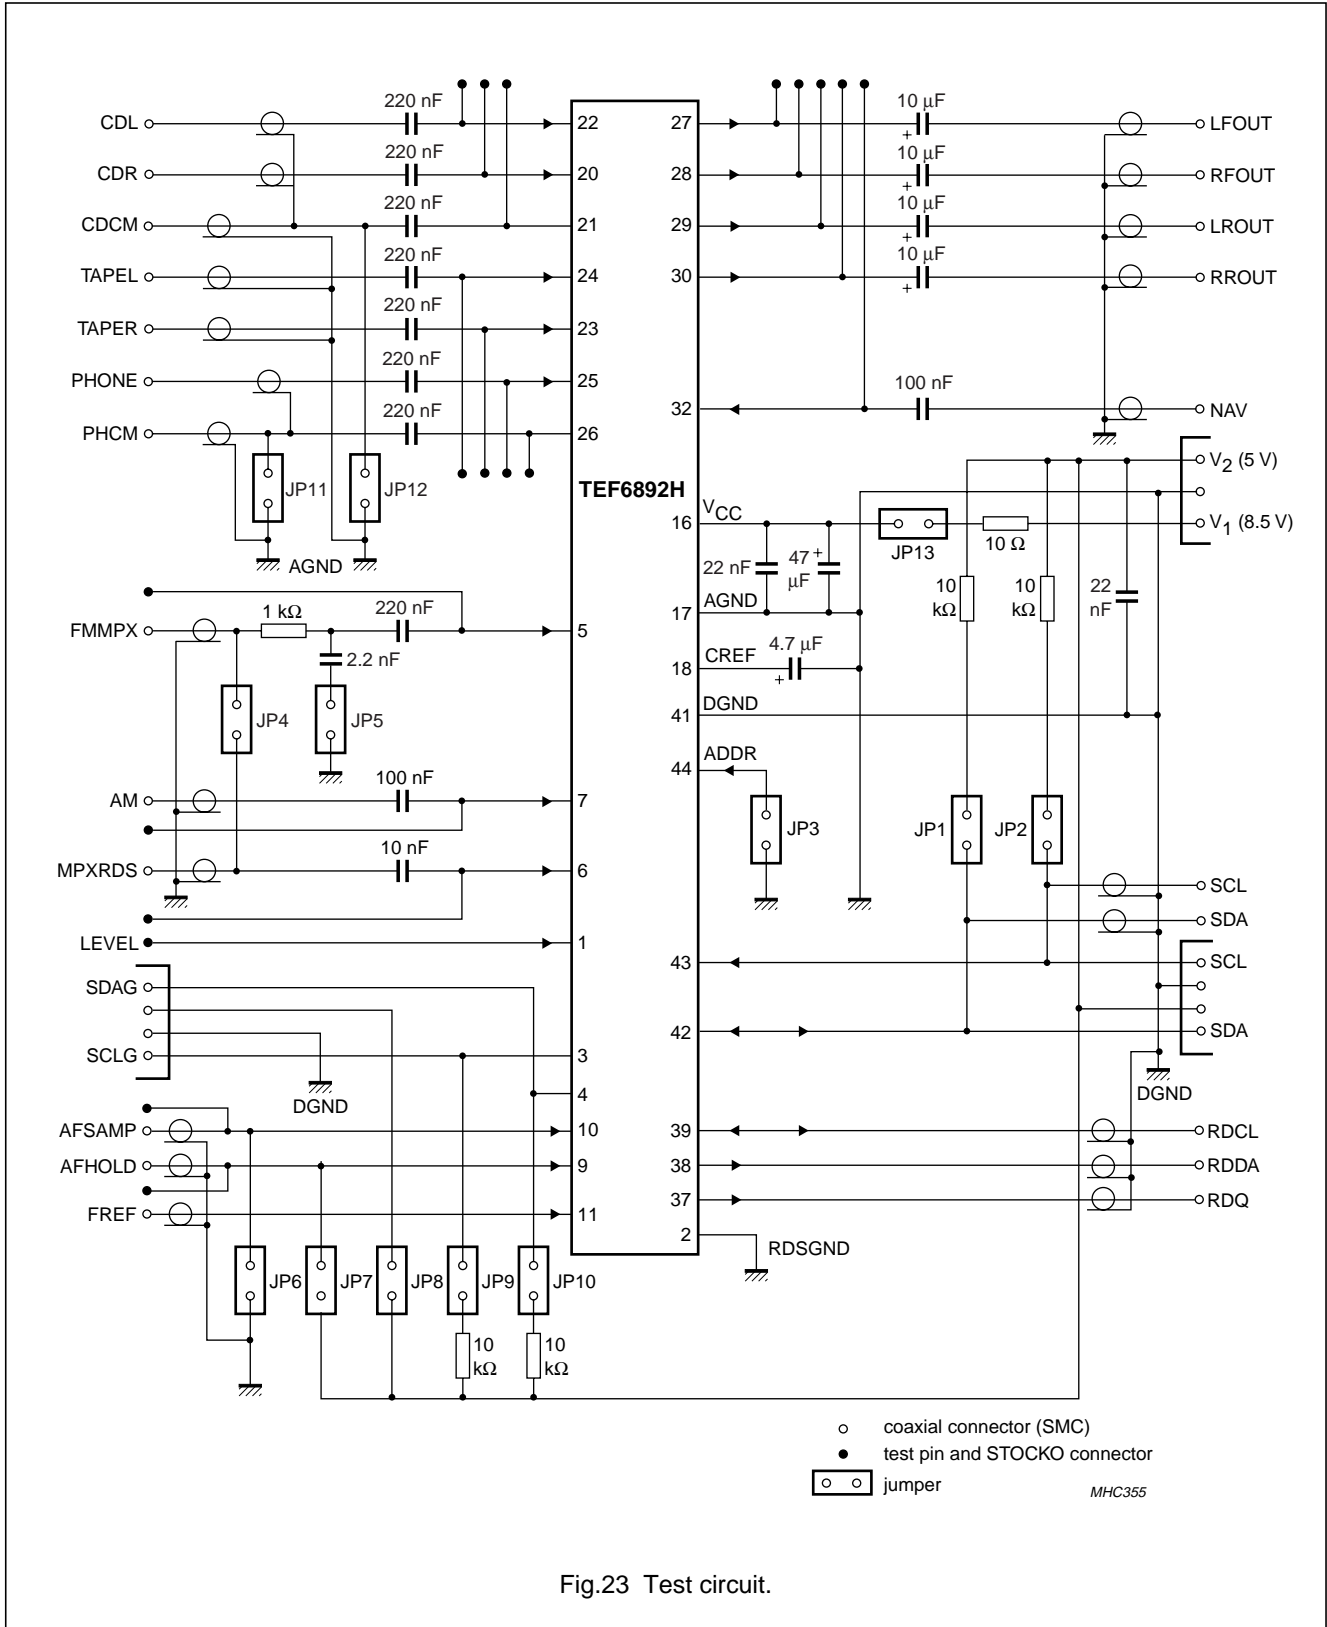 220 nF
10 μF
CDL
22
27
+
LFOUT
220 nF
10 μF
CDR
20
28
+
RFOUT
220 nF
10 μF
CDCM
21
29
+
LROUT
220 nF
10 μF
TAPEL
24
30
+
RROUT
220 nF
TAPER
23
220 nF
100 nF
PHONE
25
32
NAV
220 nF
PHCM
26
V2 (5 V)
JP11
JP12
TEF6892H
16
VCC
V1 (8.5 V)
JP13
10 Ω
AGND
22 nF
47 +
μF
10
kΩ
10
kΩ
22
nF
AGND
17
1 kΩ
220 nF
FMMPX
5
2.2 nF
4.7 μF
CREF
18
+
DGND
41
JP4
JP5
ADDR
44
100 nF
AM
7
JP3
JP1
JP2
10 nF
MPXRDS
6
SCL
SDA
LEVEL
1
43
SCL
SDAG
42
SDA
SCLG
3
DGND
4
DGND
AFSAMP
10
39
RDCL
AFHOLD
9
38
RDDA
FREF
11
37
RDQ
2
RDSGND
JP6
JP7
JP8
JP9
JP10
10
kΩ
10
kΩ
coaxial connector (SMC)
test pin and STOCKO connector
jumper
MHC355
Fig.23 Test circuit.